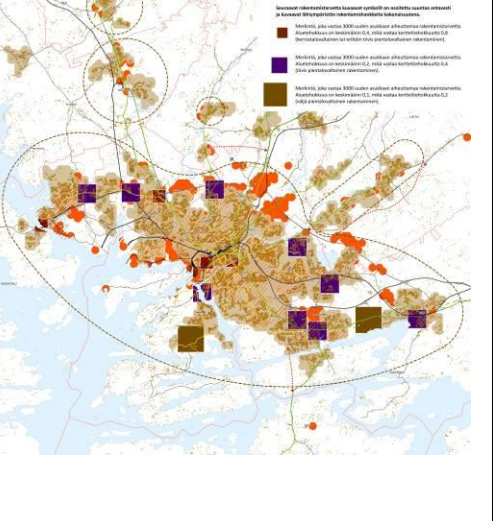 Seuraavat rakentamistarvetta kuvaavat symbolit on osoitettu suuntaa antavasti
ja kuvaavat lähiympäristön rakentamishankkeita kokonaisuutena.
Merkintä, joka vastaa 3000 uuden asukkaan aiheuttamaa rakentamistarvetta.
Aluetehokkuus on keskimäärin 0,4, mikä vastaa korttelitehokkuutta 0,8
(kerrostalovaltainen tai erittäin tiivis pientalovaltainen rakentaminen).
Merkintä, joka vastaa 3000 uuden asukkaan aiheuttamaa rakentamistarvetta.
Aluetehokkuus on keskimäärin 0,2, mikä vastaa korttelitehokkuutta 0,4
(tiivis pientalovaltainen rakentaminen).
Merkintä, joka vastaa 3000 uuden asukkaan aiheuttamaa rakentamistarvetta.
Aluetehokkuus on keskimäärin 0,1, mikä vastaa korttelitehokkuutta 0,2
(väljä pientalovaltainen rakentaminen).